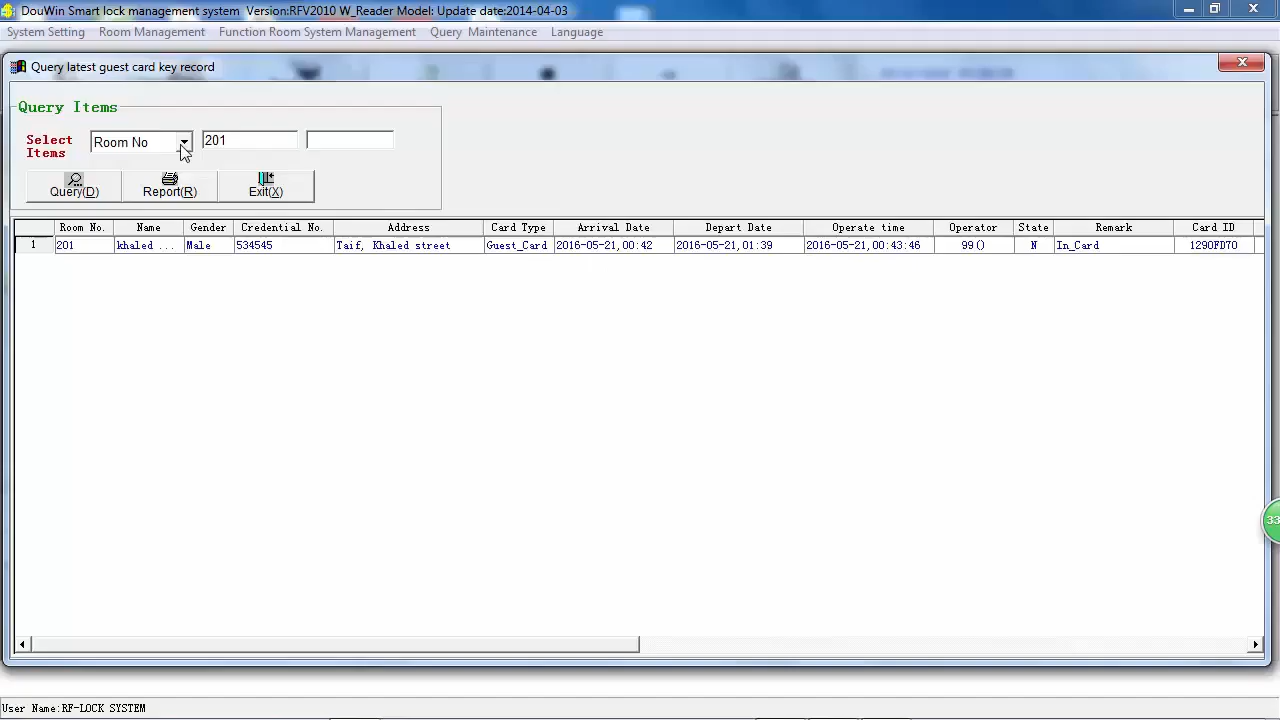 DouWin Smart lock management system Version:RFV2010 W_Reader Model: Update date:2014-04-03
System Setting Room Management Function Room System Management Query Maintenance Language
Query latest guest card key record
Query Items
Select Items Room No 201
Query(D) Report(R) Exit(X)
Room No. Name Gender Credential No. Address Card Type Arrival Date Depart Date Operate time Operator State Remark Card ID
1 201 khaled ... Male 534545 Taif, Khaled street Guest_Card 2016-05-21,00:42 2016-05-21,01:39 2016-05-21,00:43:46 99() N In_Card 1290FD70
33
User Name:RF-LOCK SYSTEM